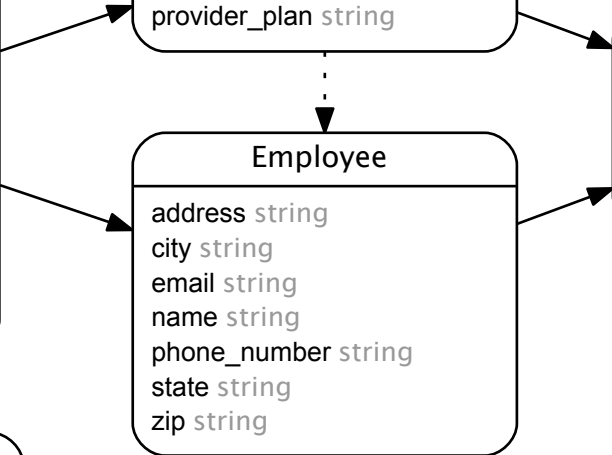 provider_plan string
Employee
address string
city string
email string
name string
phone_number string
state string
zip string